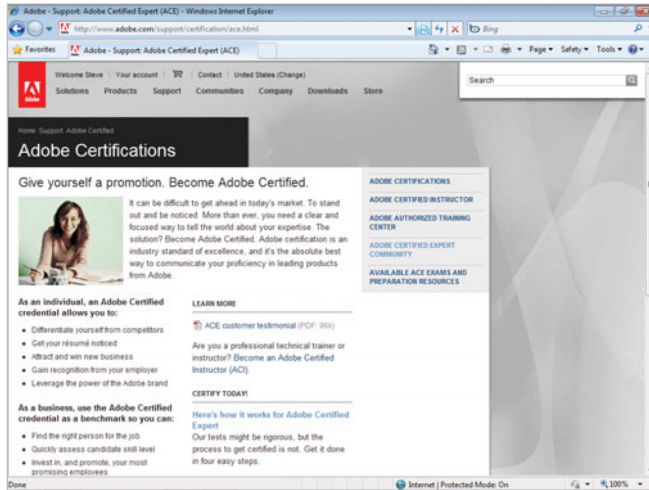 Adobe - Support: Adobe Certified Expert (ACE) - Windows Internet Explorer
http://www.adobe.com/support/certification/ace.html
Bing
Favorites
Adobe - Support: Adobe Certified Expert (ACE)
Page
Safety
Tools
Adobe
Welcome Steve
Your account
Contact
United States (Change)
Solutions
Products
Support
Communities
Company
Downloads
Store
Search
Home Support Adobe Certified
Adobe Certifications
Give yourself a promotion. Become Adobe Certified.
It can be difficult to get ahead in today's market. To stand
out and be noticed. More than ever, you need a clear and
focused way to tell the world about your expertise. The
solution? Become Adobe Certified. Adobe certification is an
industry standard of excellence, and it's the absolute best
way to communicate your proficiency in leading products
from Adobe.
ADOBE CERTIFICATIONS
ADOBE CERTIFIED INSTRUCTOR
ADOBE AUTHORIZED TRAINING
CENTER
ADOBE CERTIFIED EXPERT
COMMUNITY
AVAILABLE ACE EXAMS AND
PREPARATION RESOURCES
As an individual, an Adobe Certified
credential allows you to:
• Differentiate yourself from competitors
• Get your résumé noticed
• Attract and win new business
• Gain recognition from your employer
• Leverage the power of the Adobe brand
As a business, use the Adobe Certified
credential as a benchmark so you can:
• Find the right person for the job
• Quickly assess candidate skill level
• Invest in, and promote, your most
promising employees
LEARN MORE
ACE customer testimonial (PDF:
Are you a professional technical trainer or
instructor? Become an Adobe Certified
Instructor (ACI).
CERTIFY TODAY!
Here's how it works for Adobe Certified
Expert
Our tests might be rigorous, but the
process to get certified is not. Get it done
in four easy steps.
Done
Internet | Protected Mode: On
100%